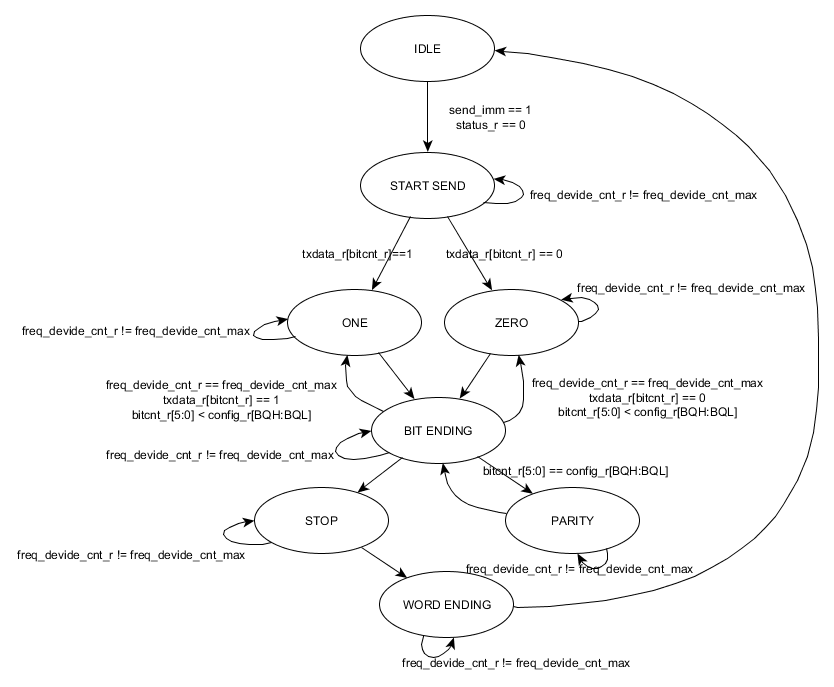 IDLE
send_imm == 1
status_r == 0
START SEND
freq_devide_cnt_r != freq_devide_cnt_max
txdata_r[bitcnt_r]==1
txdata_r[bitcnt_r] == 0
freq_devide_cnt_r != freq_devide_cnt_max
ONE
ZERO
freq_devide_cnt_r != freq_devide_cnt_max
freq_devide_cnt_r == freq_devide_cnt_max
txdata_r[bitcnt_r] == 1
bitcnt_r[5:0] < config_r[BQH:BQL]
freq_devide_cnt_r == freq_devide_cnt_max
txdata_r[bitcnt_r] == 0
bitcnt_r[5:0] < config_r[BQH:BQL]
BIT ENDING
freq_devide_cnt_r != freq_devide_cnt_max
bitcnt_r[5:0] == config_r[BQH:BQL]
STOP
PARITY
freq_devide_cnt_r != freq_devide_cnt_max
freq_devide_cnt_r != freq_devide_cnt_max
WORD ENDING
freq_devide_cnt_r != freq_devide_cnt_max